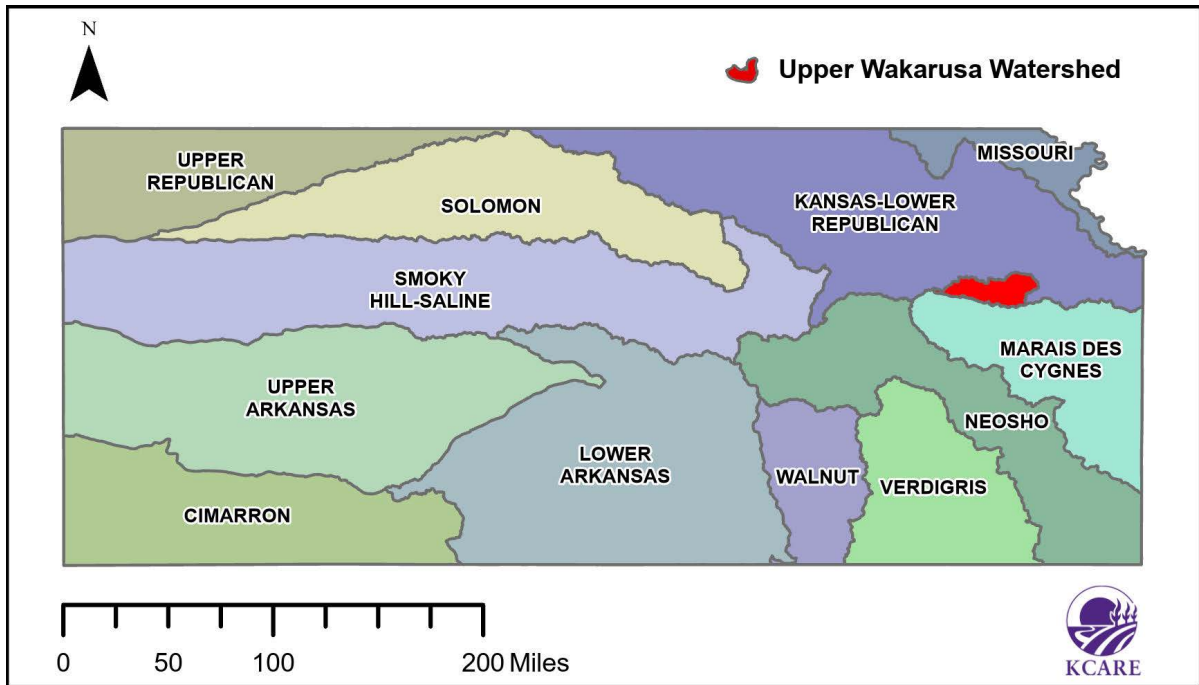 N
Upper Wakarusa Watershed
UPPER
REPUBLICAN
SOLOMON
KANSAS-LOWER
REPUBLICAN
MISSOURI
SMOKY
HILL-SALINE
MARAIS DES
CYGNES
UPPER
ARKANSAS
NEOSHO
LOWER
ARKANSAS
WALNUT
VERDIGRIS
CIMARRON
0 50 100 200 Miles
KCARE